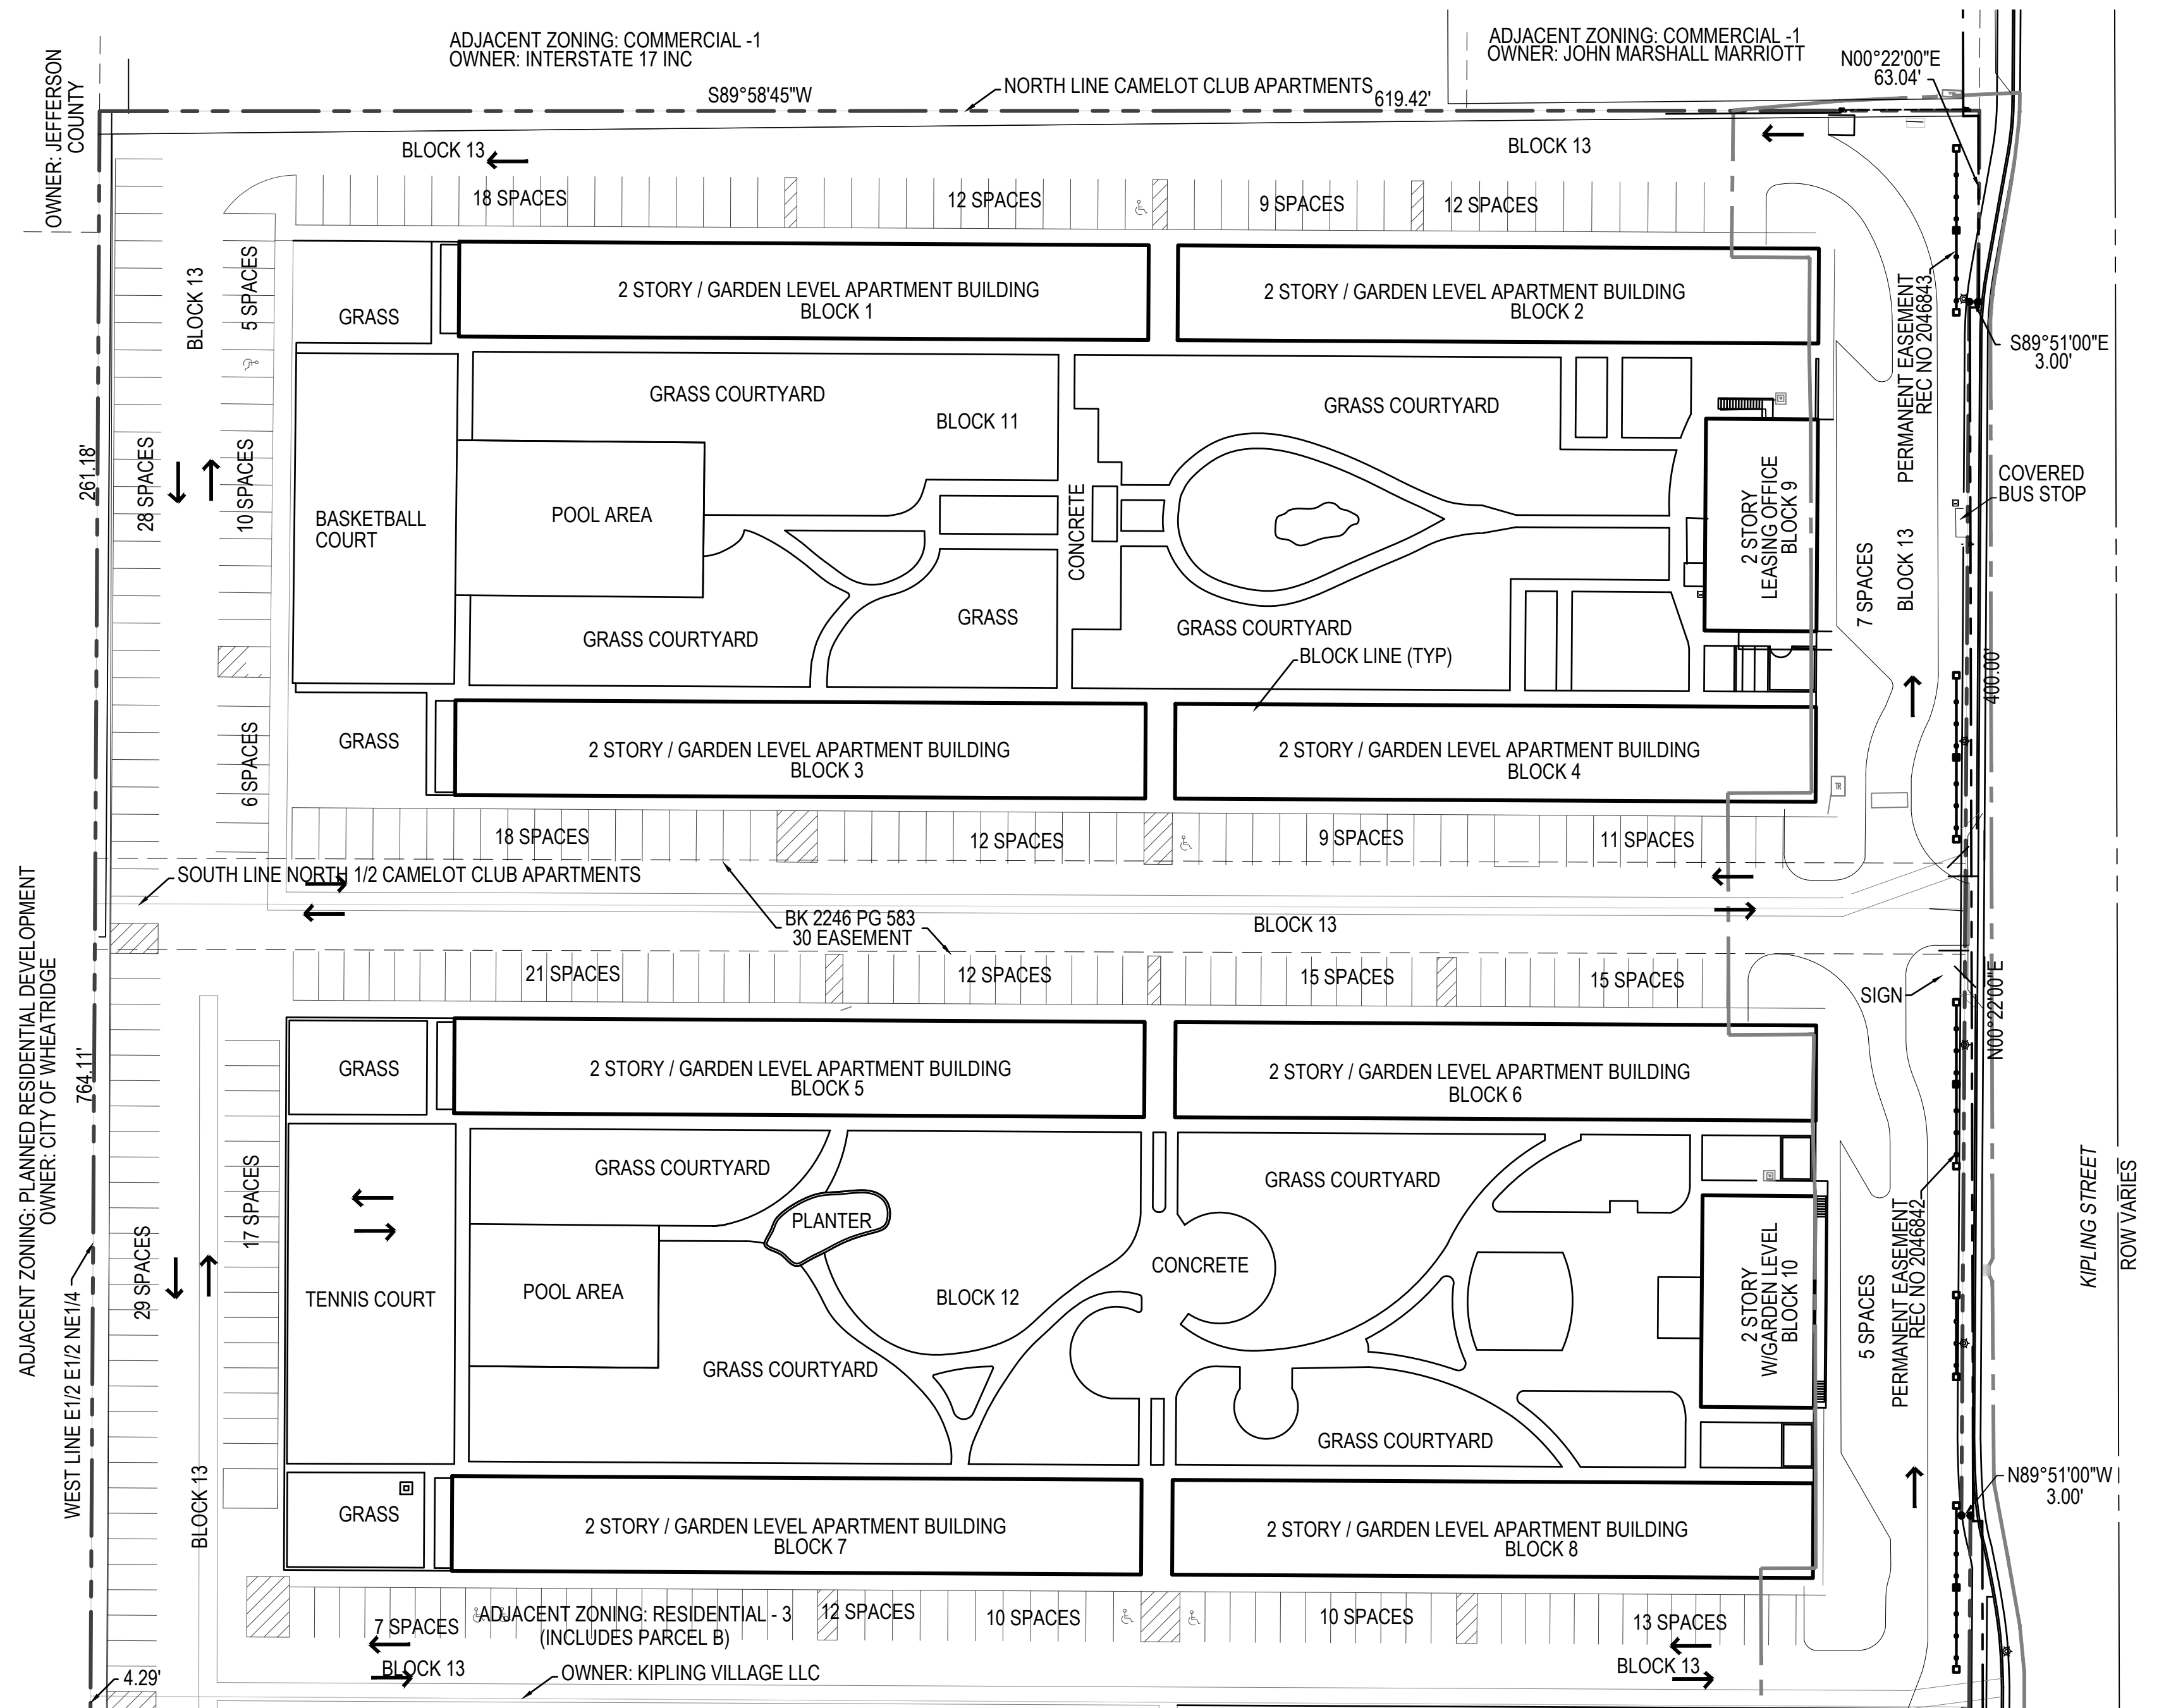 ADJACENT ZONING: COMMERCIAL -1
OWNER: INTERSTATE 17 INC
ADJACENT ZONING: COMMERCIAL -1
OWNER: JOHN MARSHALL MARRIOTT
N00°22'00"E
63.04'
OWNER: JEFFERSON
COUNTY
S89°58'45"W
NORTH LINE CAMELOT CLUB APARTMENTS
619.42'
BLOCK 13
BLOCK 13
18 SPACES
12 SPACES
9 SPACES
12 SPACES
BLOCK 13
5 SPACES
GRASS
2 STORY / GARDEN LEVEL APARTMENT BUILDING
BLOCK 1
2 STORY / GARDEN LEVEL APARTMENT BUILDING
BLOCK 2
PERMANENT EASEMENT
REC NO 2046843
S89°51'00"E
3.00'
GRASS COURTYARD
BLOCK 11
GRASS COURTYARD
261.18'
28 SPACES
10 SPACES
BASKETBALL
COURT
POOL AREA
CONCRETE
2 STORY
LEASING OFFICE
BLOCK 9
COVERED
BUS STOP
7 SPACES
BLOCK 13
GRASS COURTYARD
GRASS
GRASS COURTYARD
BLOCK LINE (TYP)
400.00'
6 SPACES
GRASS
2 STORY / GARDEN LEVEL APARTMENT BUILDING
BLOCK 3
2 STORY / GARDEN LEVEL APARTMENT BUILDING
BLOCK 4
18 SPACES
12 SPACES
9 SPACES
11 SPACES
SOUTH LINE NORTH 1/2 CAMELOT CLUB APARTMENTS
BK 2246 PG 583
30 EASEMENT
BLOCK 13
21 SPACES
12 SPACES
15 SPACES
15 SPACES
SIGN
N00°22'00"E
ADJACENT ZONING: PLANNED RESIDENTIAL DEVELOPMENT
OWNER: CITY OF WHEATRIDGE
764.11'
WEST LINE E1/2 E1/2 NE1/4
GRASS
2 STORY / GARDEN LEVEL APARTMENT BUILDING
BLOCK 5
2 STORY / GARDEN LEVEL APARTMENT BUILDING
BLOCK 6
29 SPACES
17 SPACES
GRASS COURTYARD
PLANTER
GRASS COURTYARD
CONCRETE
TENNIS COURT
POOL AREA
BLOCK 12
2 STORY
W/GARDEN LEVEL
BLOCK 10
5 SPACES
PERMANENT EASEMENT
REC NO 2046842
KIPLING STREET
ROW VARIES
GRASS COURTYARD
GRASS COURTYARD
BLOCK 13
GRASS
2 STORY / GARDEN LEVEL APARTMENT BUILDING
BLOCK 7
2 STORY / GARDEN LEVEL APARTMENT BUILDING
BLOCK 8
N89°51'00"W
3.00'
7 SPACES
ADJACENT ZONING: RESIDENTIAL - 3
(INCLUDES PARCEL B)
12 SPACES
10 SPACES
10 SPACES
13 SPACES
BLOCK 13
OWNER: KIPLING VILLAGE LLC
BLOCK 13
4.29'